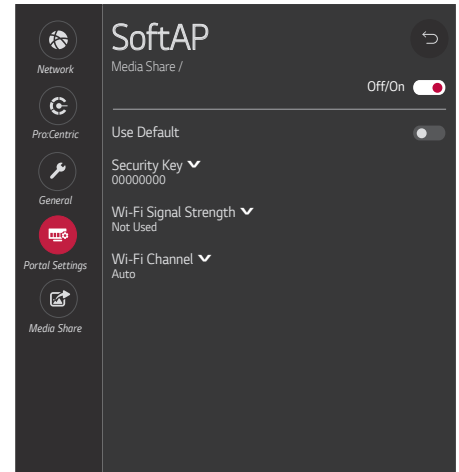 Network
Pro:Centric
General
Portal Settings
Media Share
SoftAP
Media Share /
Off/On
Use Default
Security Key
00000000
Wi-Fi Signal Strength
Not Used
Wi-Fi Channel
Auto